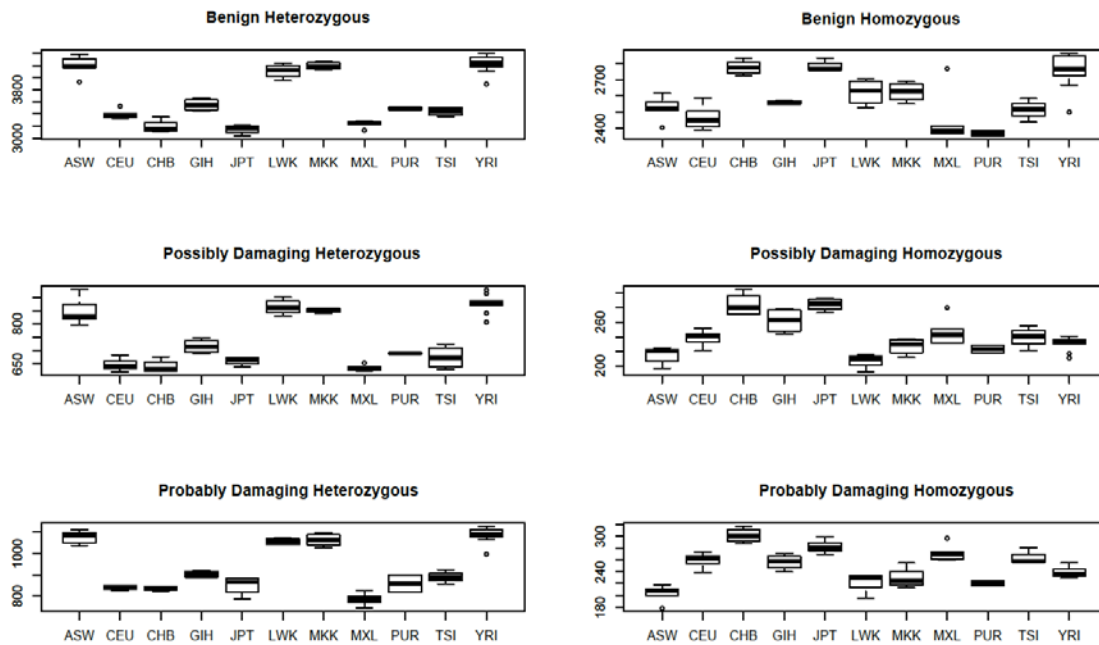 Benign Heterozygous
3000 3800
ASW CEU CHB GIH JPT LWK MKK MXL PUR TSI YRI
Benign Homozygous
2400 2700
ASW CEU CHB GIH JPT LWK MKK MXL PUR TSI YRI
Possibly Damaging Heterozygous
650 800
ASW CEU CHB GIH JPT LWK MKK MXL PUR TSI YRI
Possibly Damaging Homozygous
200 260
ASW CEU CHB GIH JPT LWK MKK MXL PUR TSI YRI
Probably Damaging Heterozygous
800 1000
ASW CEU CHB GIH JPT LWK MKK MXL PUR TSI YRI
Probably Damaging Homozygous
180 240 300
ASW CEU CHB GIH JPT LWK MKK MXL PUR TSI YRI